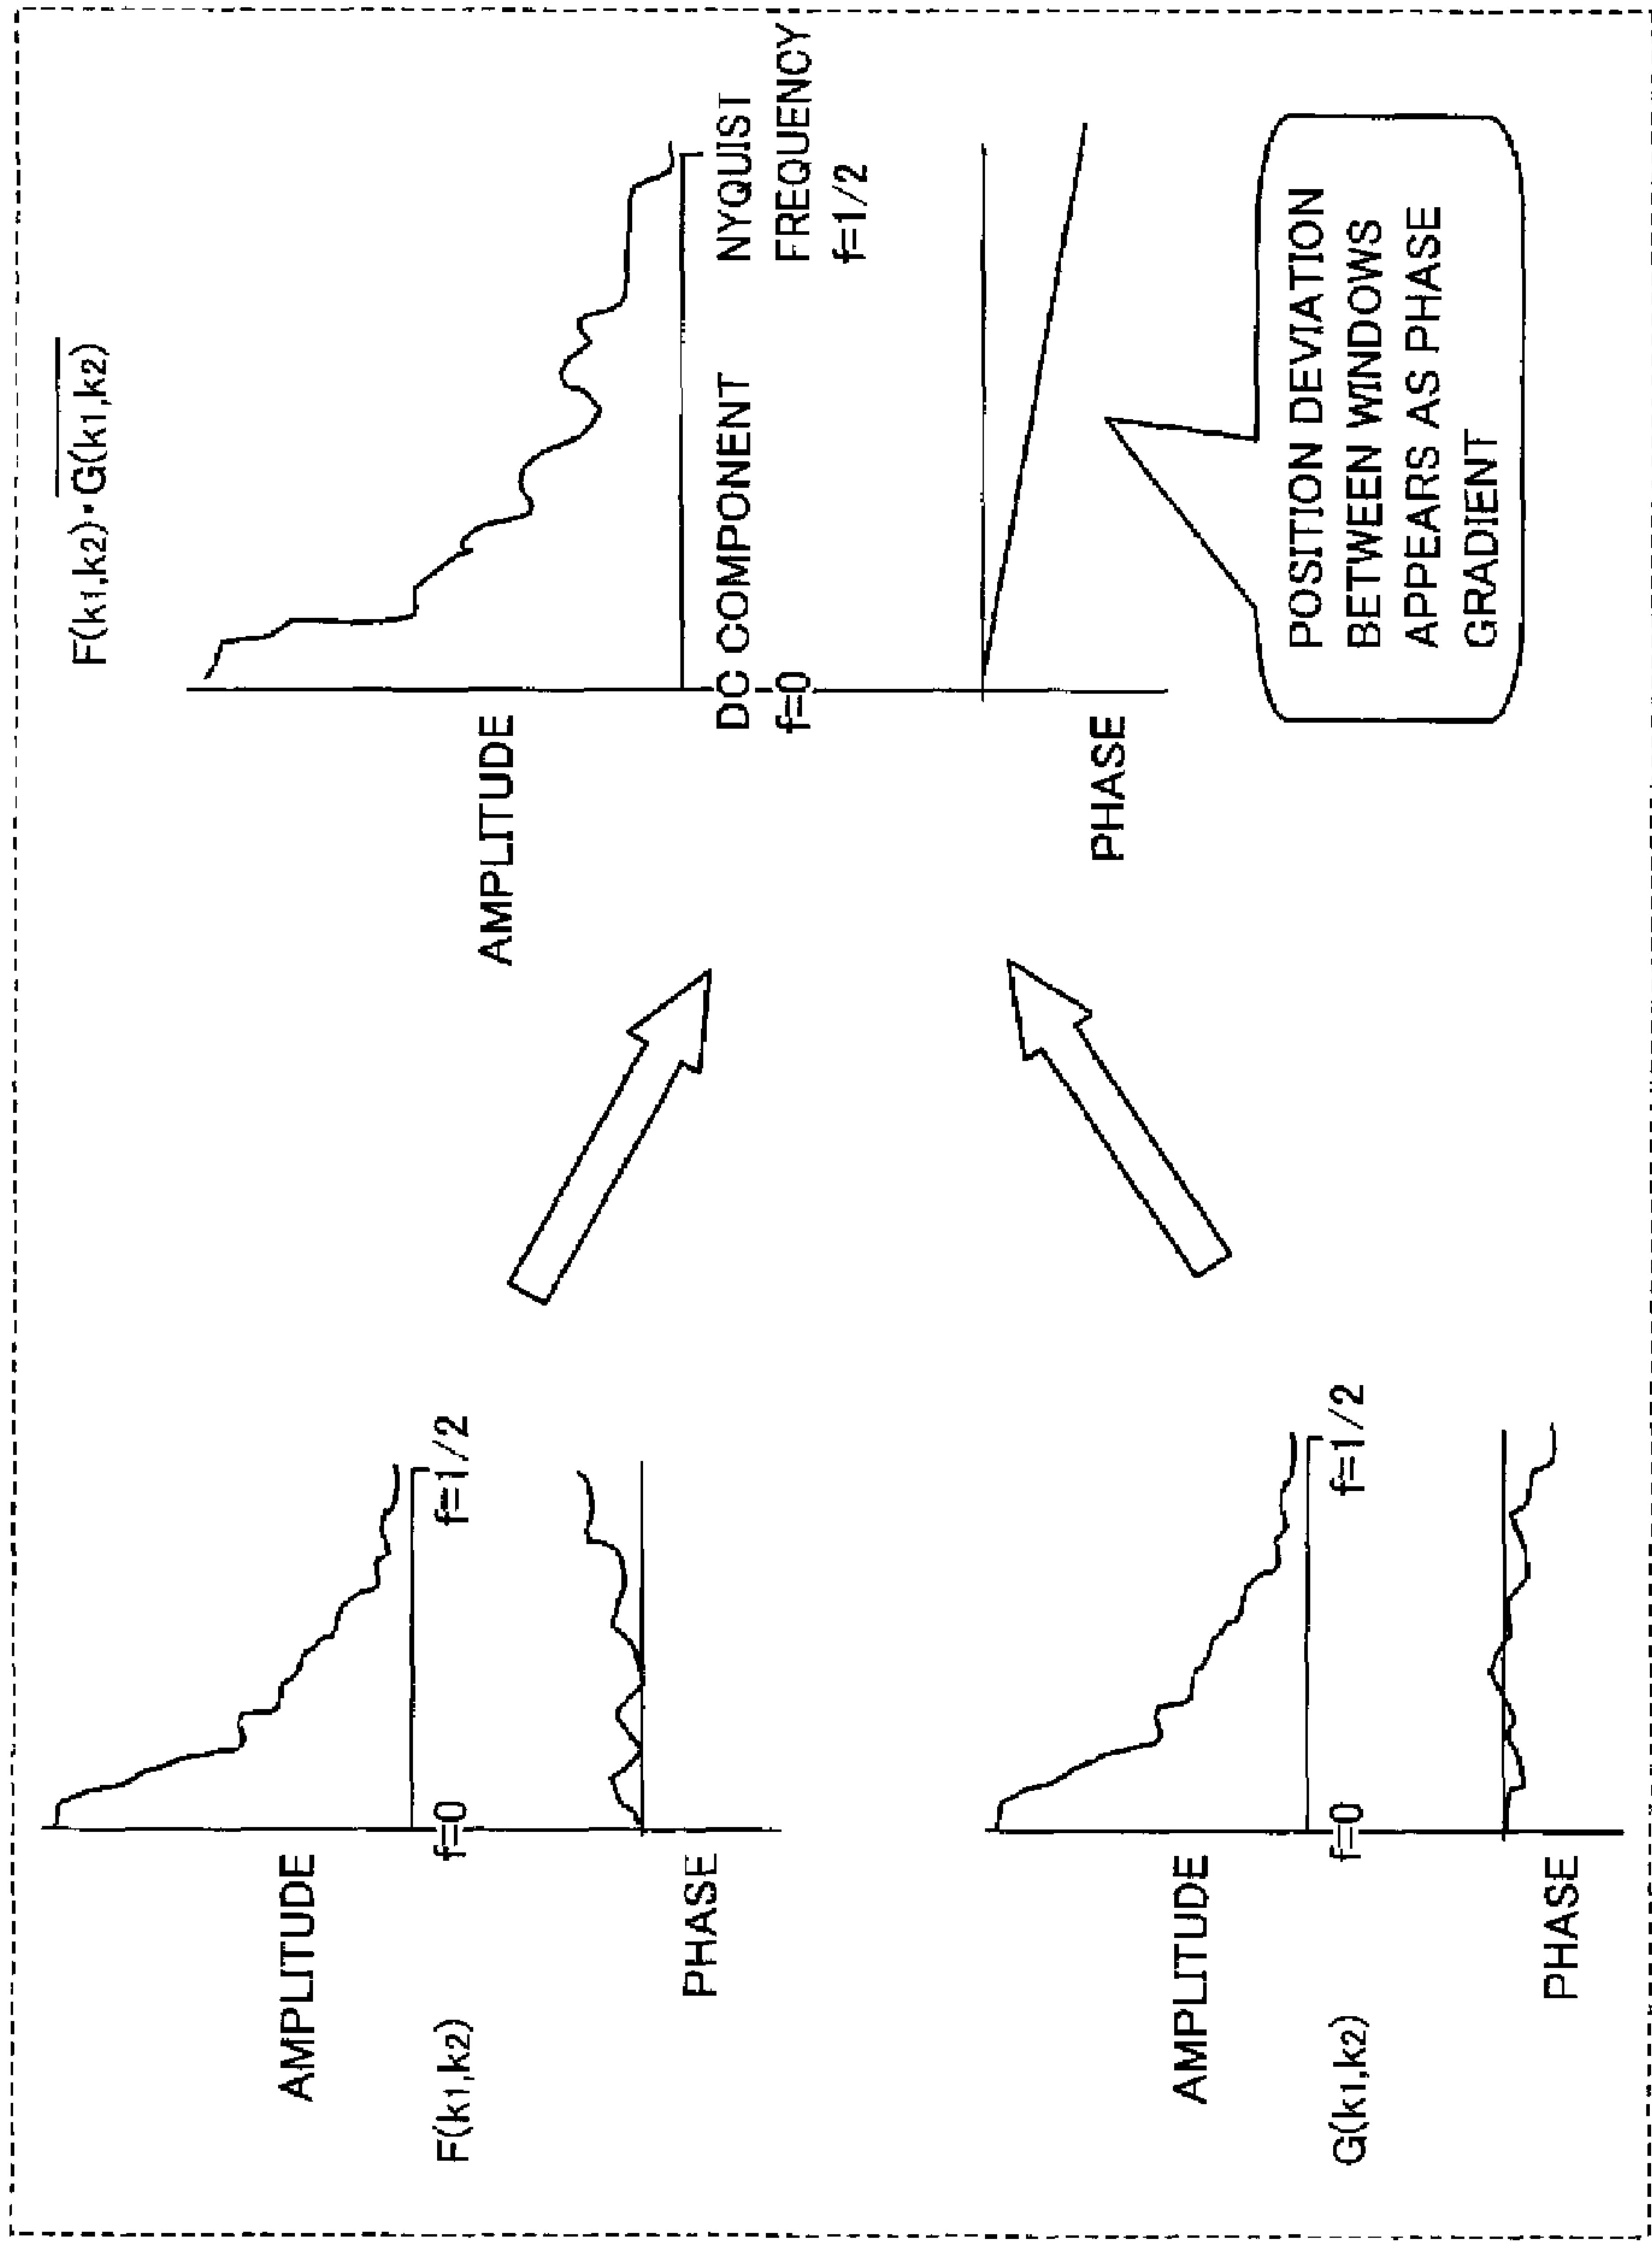 AMPLITUDE
F(k1,k2)
f=0
f=1/2
PHASE
AMPLITUDE
G(k1,k2)
f=0
f=1/2
PHASE
F(k1,k2)・G(k1,k2)
AMPLITUDE
DC COMPONENT
f=0
NYQUIST
FREQUENCY
f=1/2
PHASE
POSITION DEVIATION
BETWEEN WINDOWS
APPEARS AS PHASE
GRADIENT